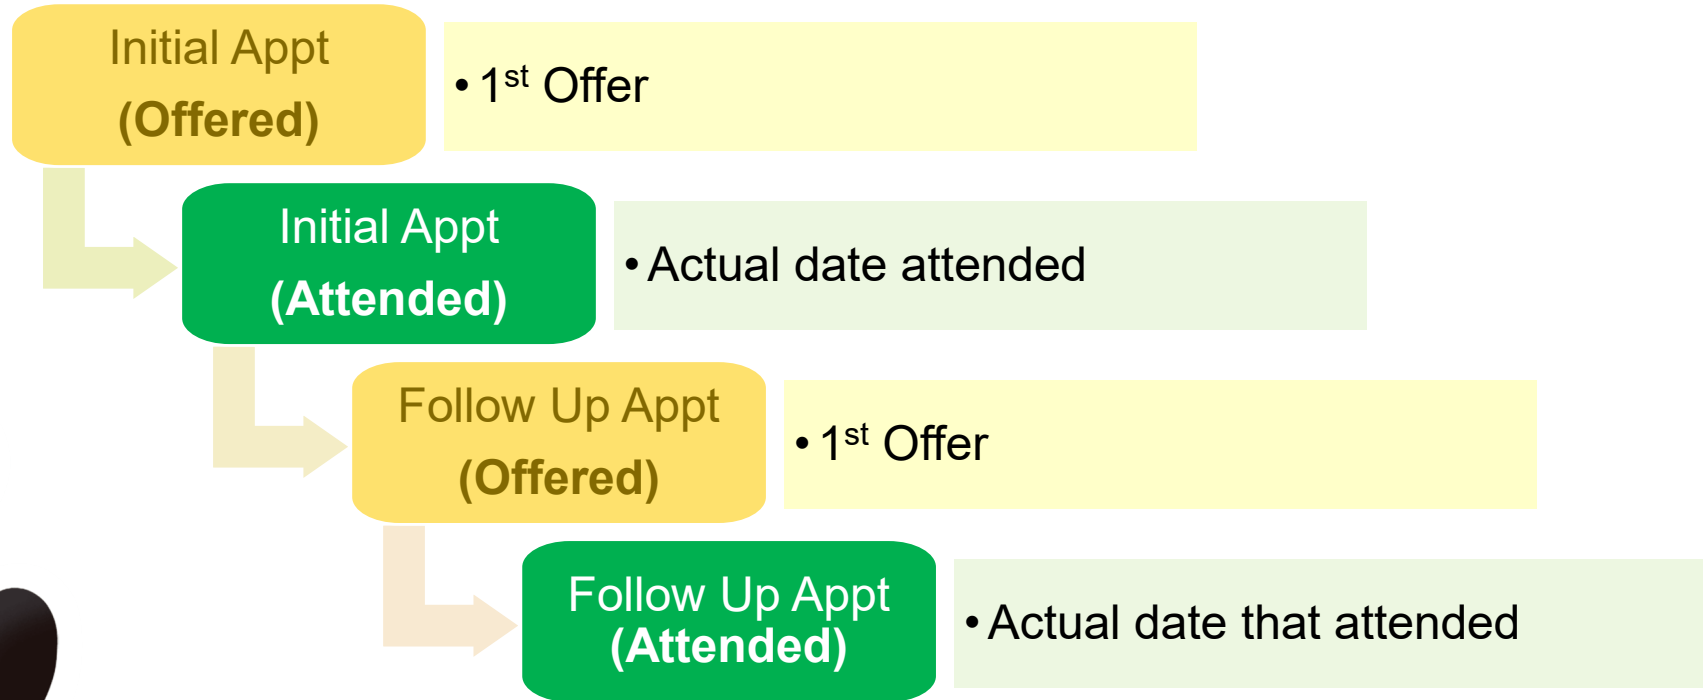 Initial Appt
(Offered)
• 1st Offer
Initial Appt
(Attended)
• Actual date attended
Follow Up Appt
(Offered)
• 1st Offer
Follow Up Appt
(Attended)
• Actual date that attended